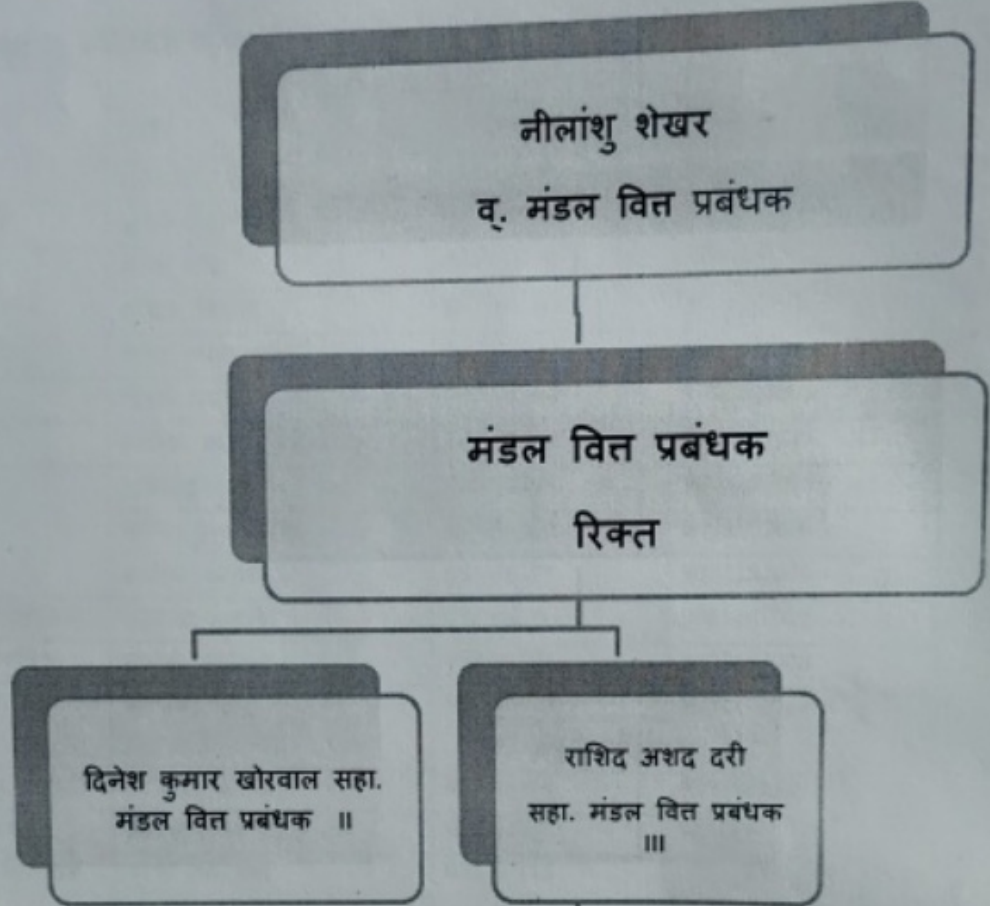 नीलांशु शेखर
व्. मंडल वित्त प्रबंधक
मंडल वित्त प्रबंधक
रिक्त
दिनेश कुमार खोरवाल सहा.
मंडल वित्त प्रबंधक II
राशिद अशद दरी
सहा. मंडल वित्त प्रबंधक
III